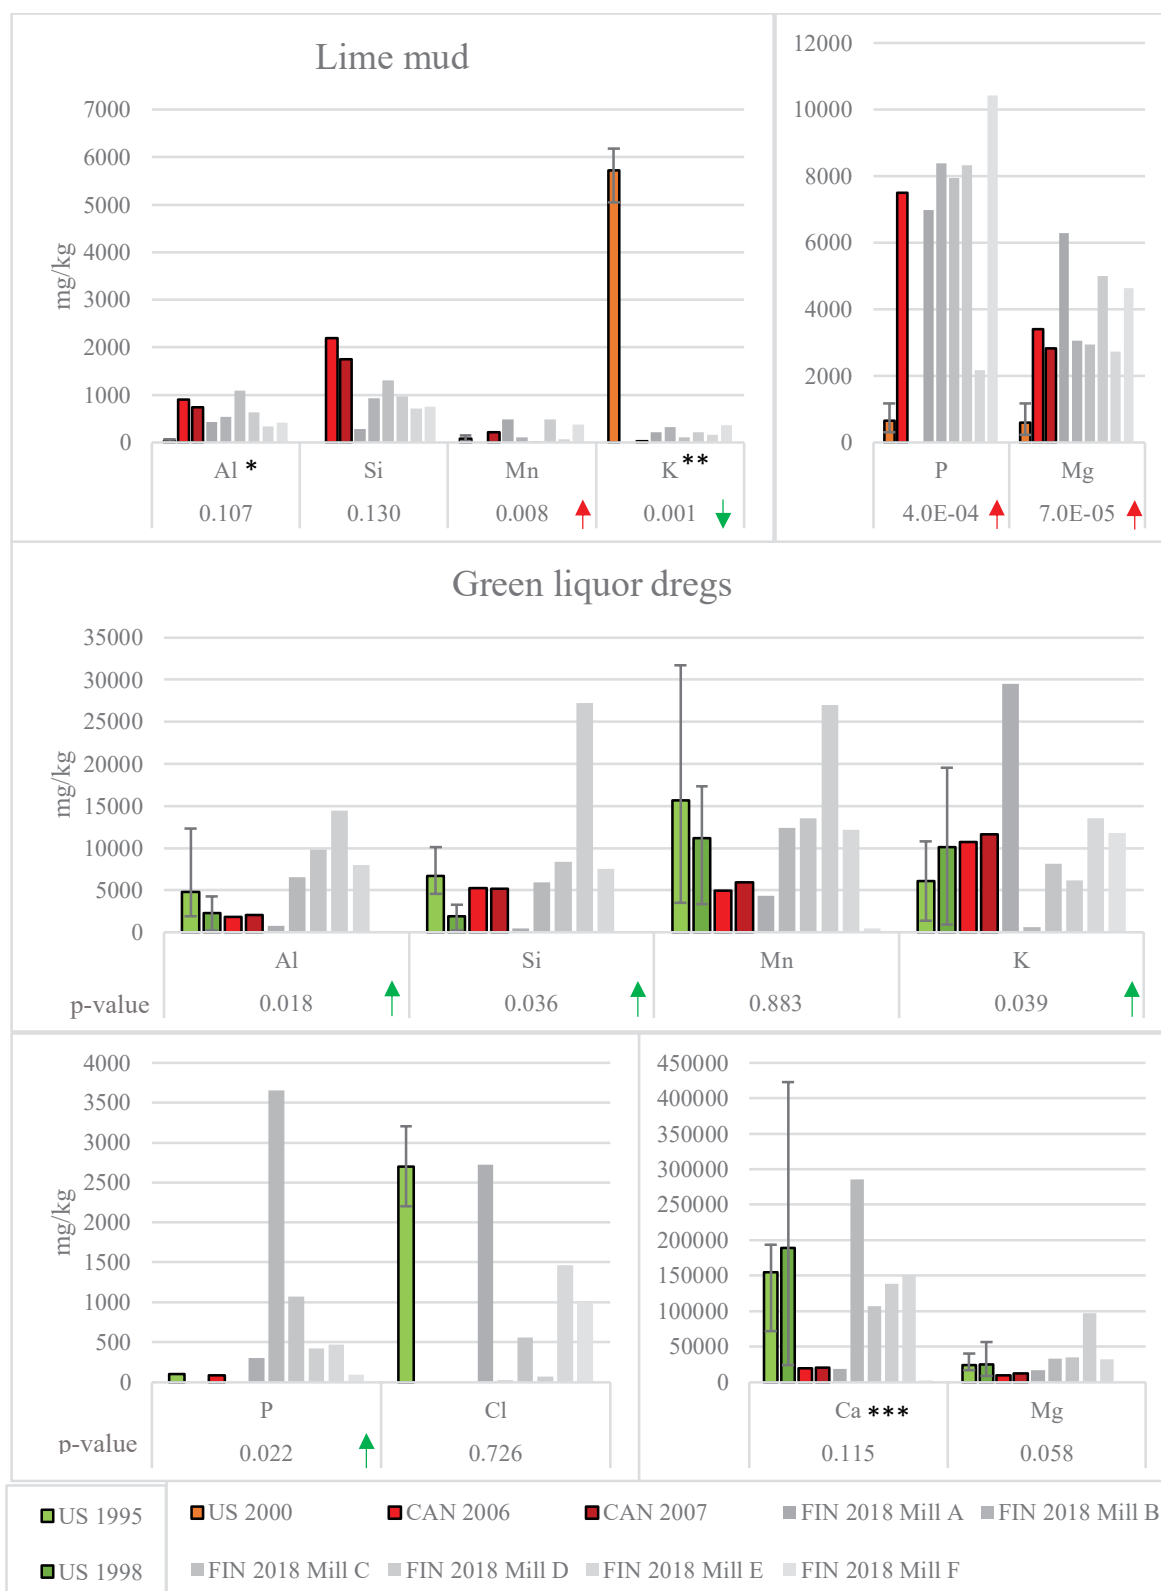 Lime mud
mg/kg
7000
6000
5000
4000
3000
2000
1000
0
Al * Si Mn K **
0.107 0.130 0.008 0.001
12000
10000
8000
6000
4000
2000
0
P Mg
4.0E-04 7.0E-05
Green liquor dregs
mg/kg
35000
30000
25000
20000
15000
10000
5000
0
Al Si Mn K
p-value 0.018 0.036 0.883 0.039
mg/kg
4000
3500
3000
2500
2000
1500
1000
500
0
P Cl
p-value 0.022 0.726
450000
400000
350000
300000
250000
200000
150000
100000
50000
0
Ca *** Mg
0.115 0.058
US 1995 US 2000 CAN 2006 CAN 2007 FIN 2018 Mill A FIN 2018 Mill B
US 1998 FIN 2018 Mill C FIN 2018 Mill D FIN 2018 Mill E FIN 2018 Mill F